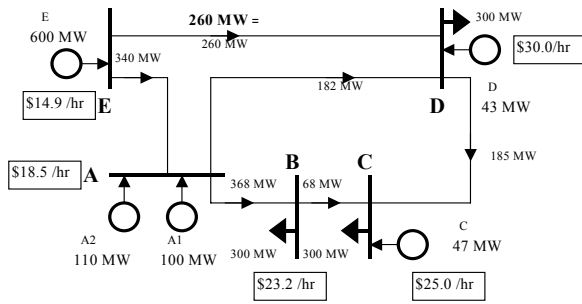 E
600 MW
260 MW =
260 MW
300 MW
340 MW
$30.0/hr
$14.9 /hr
E
182 MW
D
D
43 MW
$18.5 /hr
A
B
C
185 MW
368 MW
68 MW
A2
110 MW
A1
100 MW
300 MW
300 MW
C
47 MW
$23.2 /hr
$25.0 /hr